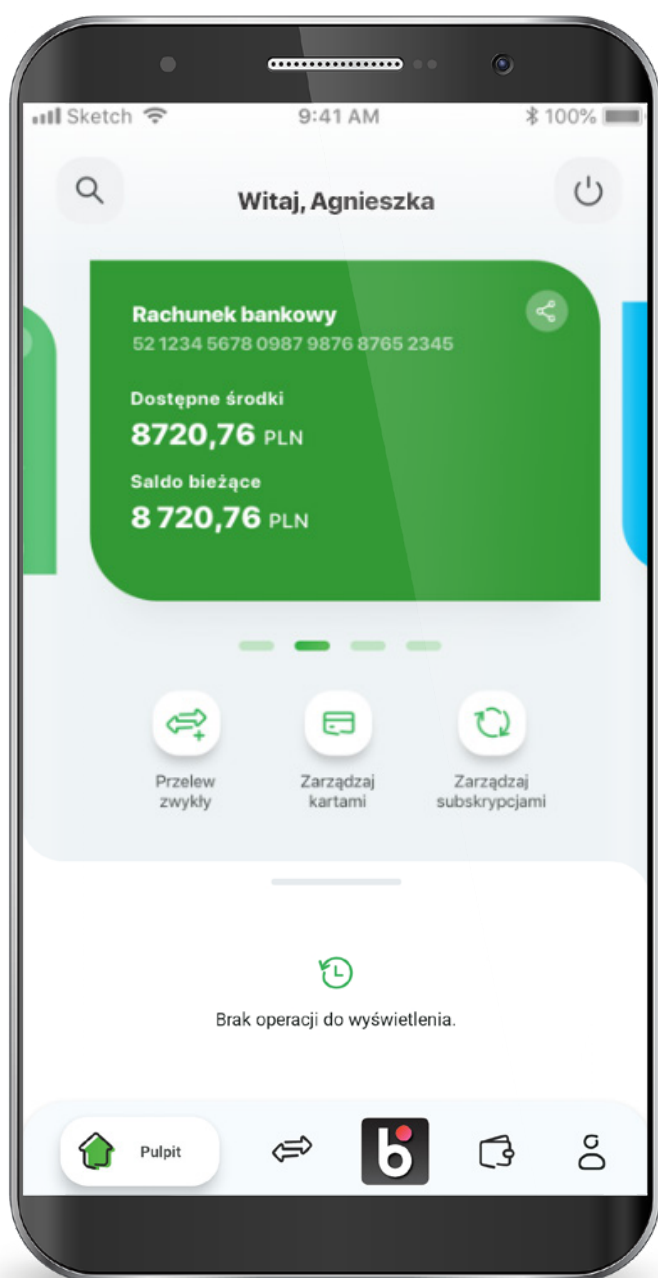 Sketch 9:41 AM 100%
Witaj, Agnieszka
Rachunek bankowy
52 1234 5678 0987 9876 8765 2345
Dostępne środki
8720,76 PLN
Saldo bieżące
8 720,76 PLN
Przelew
zwykły
Zarządzaj
kartami
Zarządzaj
subskrypcjami
Brak operacji do wyświetlenia.
Pulpit
b